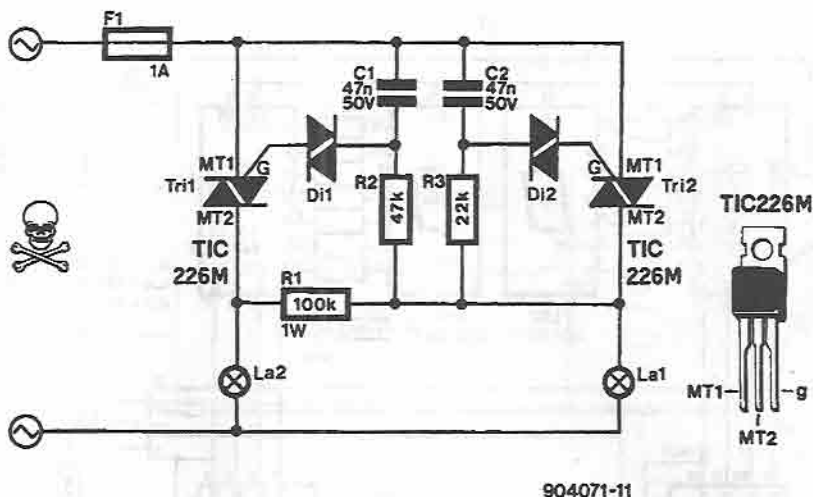 F1
1A
C1
47n
50V
C2
47n
50V
MT1
G
Tri1
MT2
TIC
226M
Di1
R2
47k
R3
22k
Di2
G
MT1
Tri2
MT2
TIC
226M
TIC226M
R1
100k
1W
La2
La1
MT1
g
MT2
904071-11